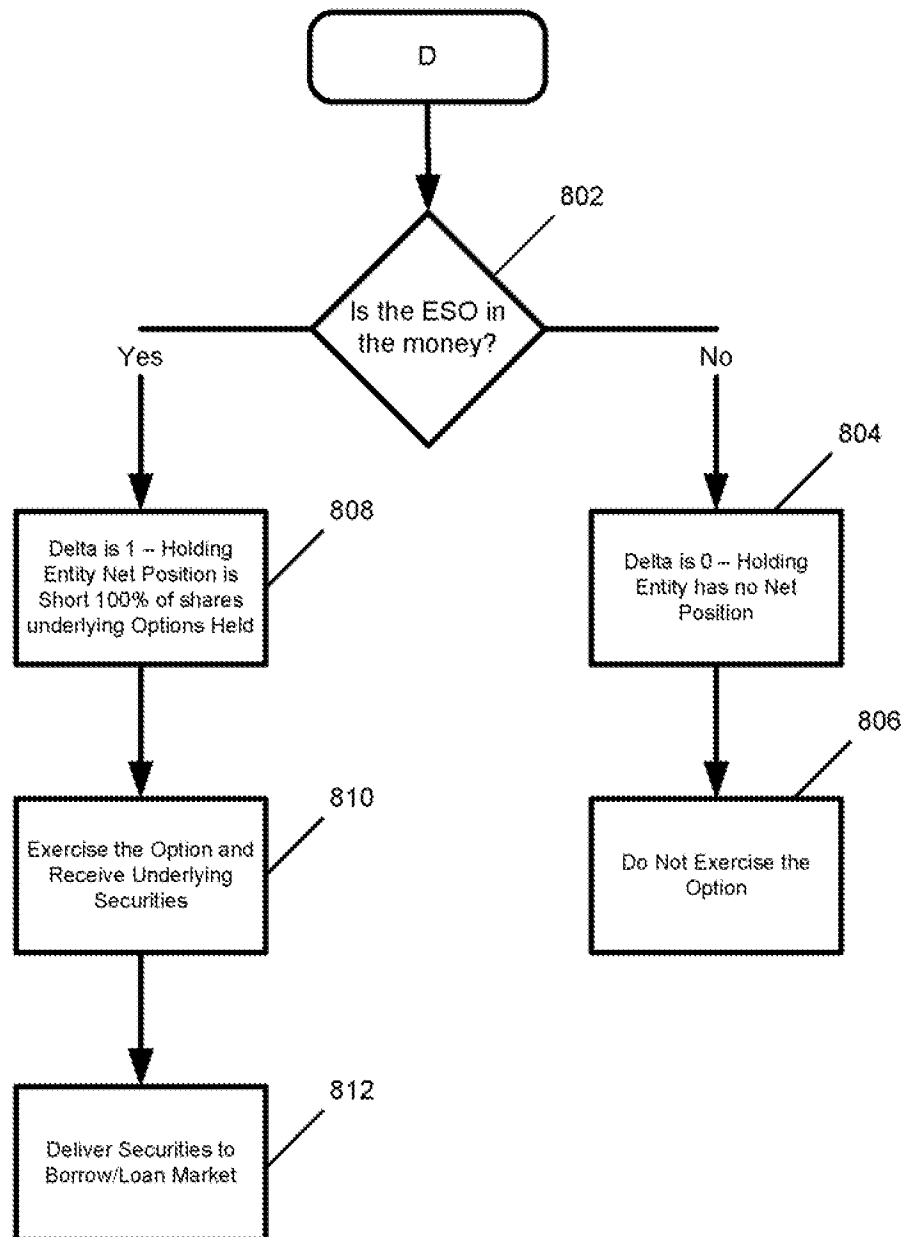 D
802
Is the ESO in
the money?
Yes
No
804
808
Delta is 1 – Holding
Entity Net Position is
Short 100% of shares
underlying Options Held
Delta is 0 – Holding
Entity has no Net
Position
806
810
Exercise the Option and
Receive Underlying
Securities
Do Not Exercise the
Option
812
Deliver Securities to
Borrow/Loan Market